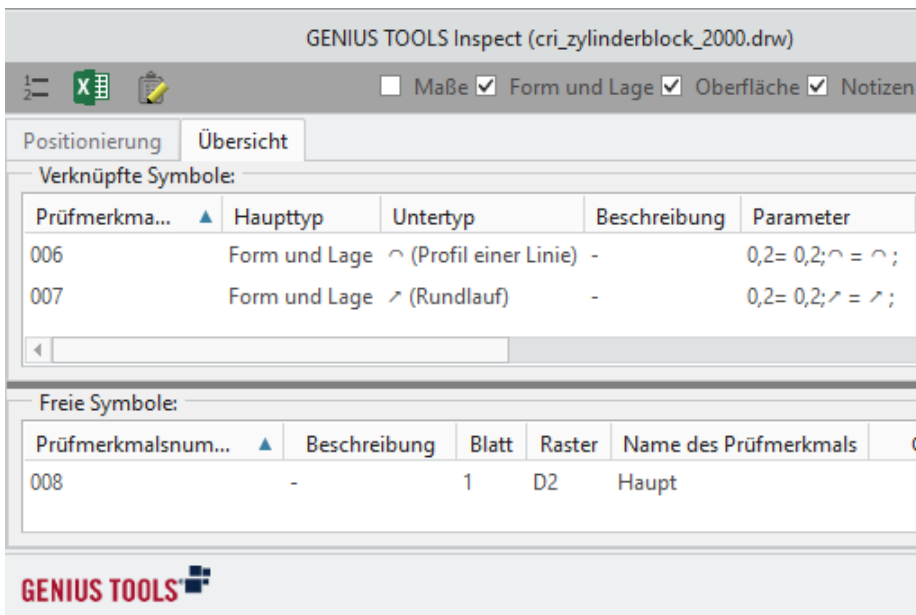 GENIUS TOOLS Inspect (cri_zylinderblock_2000.drw)
Maße Form und Lage Oberfläche Notizen
Positionierung Übersicht
Verknüpfte Symbole:
Prüfmerkma... Haupttyp Untertyp Beschreibung Parameter
006 Form und Lage ⌒ (Profil einer Linie) - 0,2= 0,2;⌒ = ⌒ ;
007 Form und Lage ↗ (Rundlauf) - 0,2= 0,2;↗ = ↗ ;
Freie Symbole:
Prüfmerkmalsnum... Beschreibung Blatt Raster Name des Prüfmerkmals
008 - 1 D2 Haupt
GENIUS TOOLS